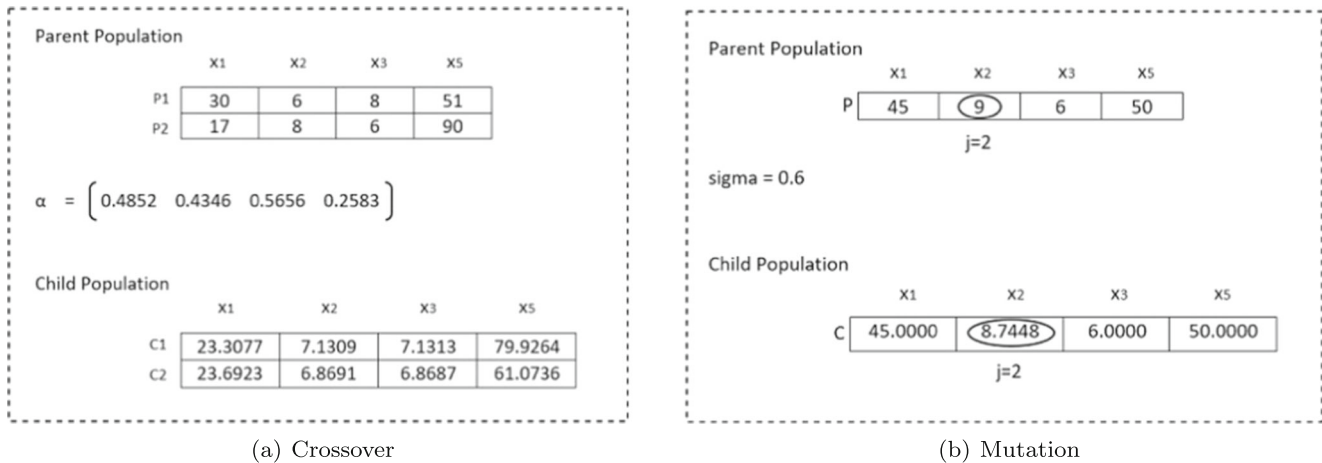 Parent Population
X1 X2 X3 X5
P1 30 6 8 51
P2 17 8 6 90
α = ( 0.4852 0.4346 0.5656 0.2583 )
Child Population
X1 X2 X3 X5
C1 23.3077 7.1309 7.1313 79.9264
C2 23.6923 6.8691 6.8687 61.0736
(a) Crossover
Parent Population
X1 X2 X3 X5
P 45 9 6 50
j=2
sigma = 0.6
Child Population
X1 X2 X3 X5
C 45.0000 8.7448 6.0000 50.0000
j=2
(b) Mutation